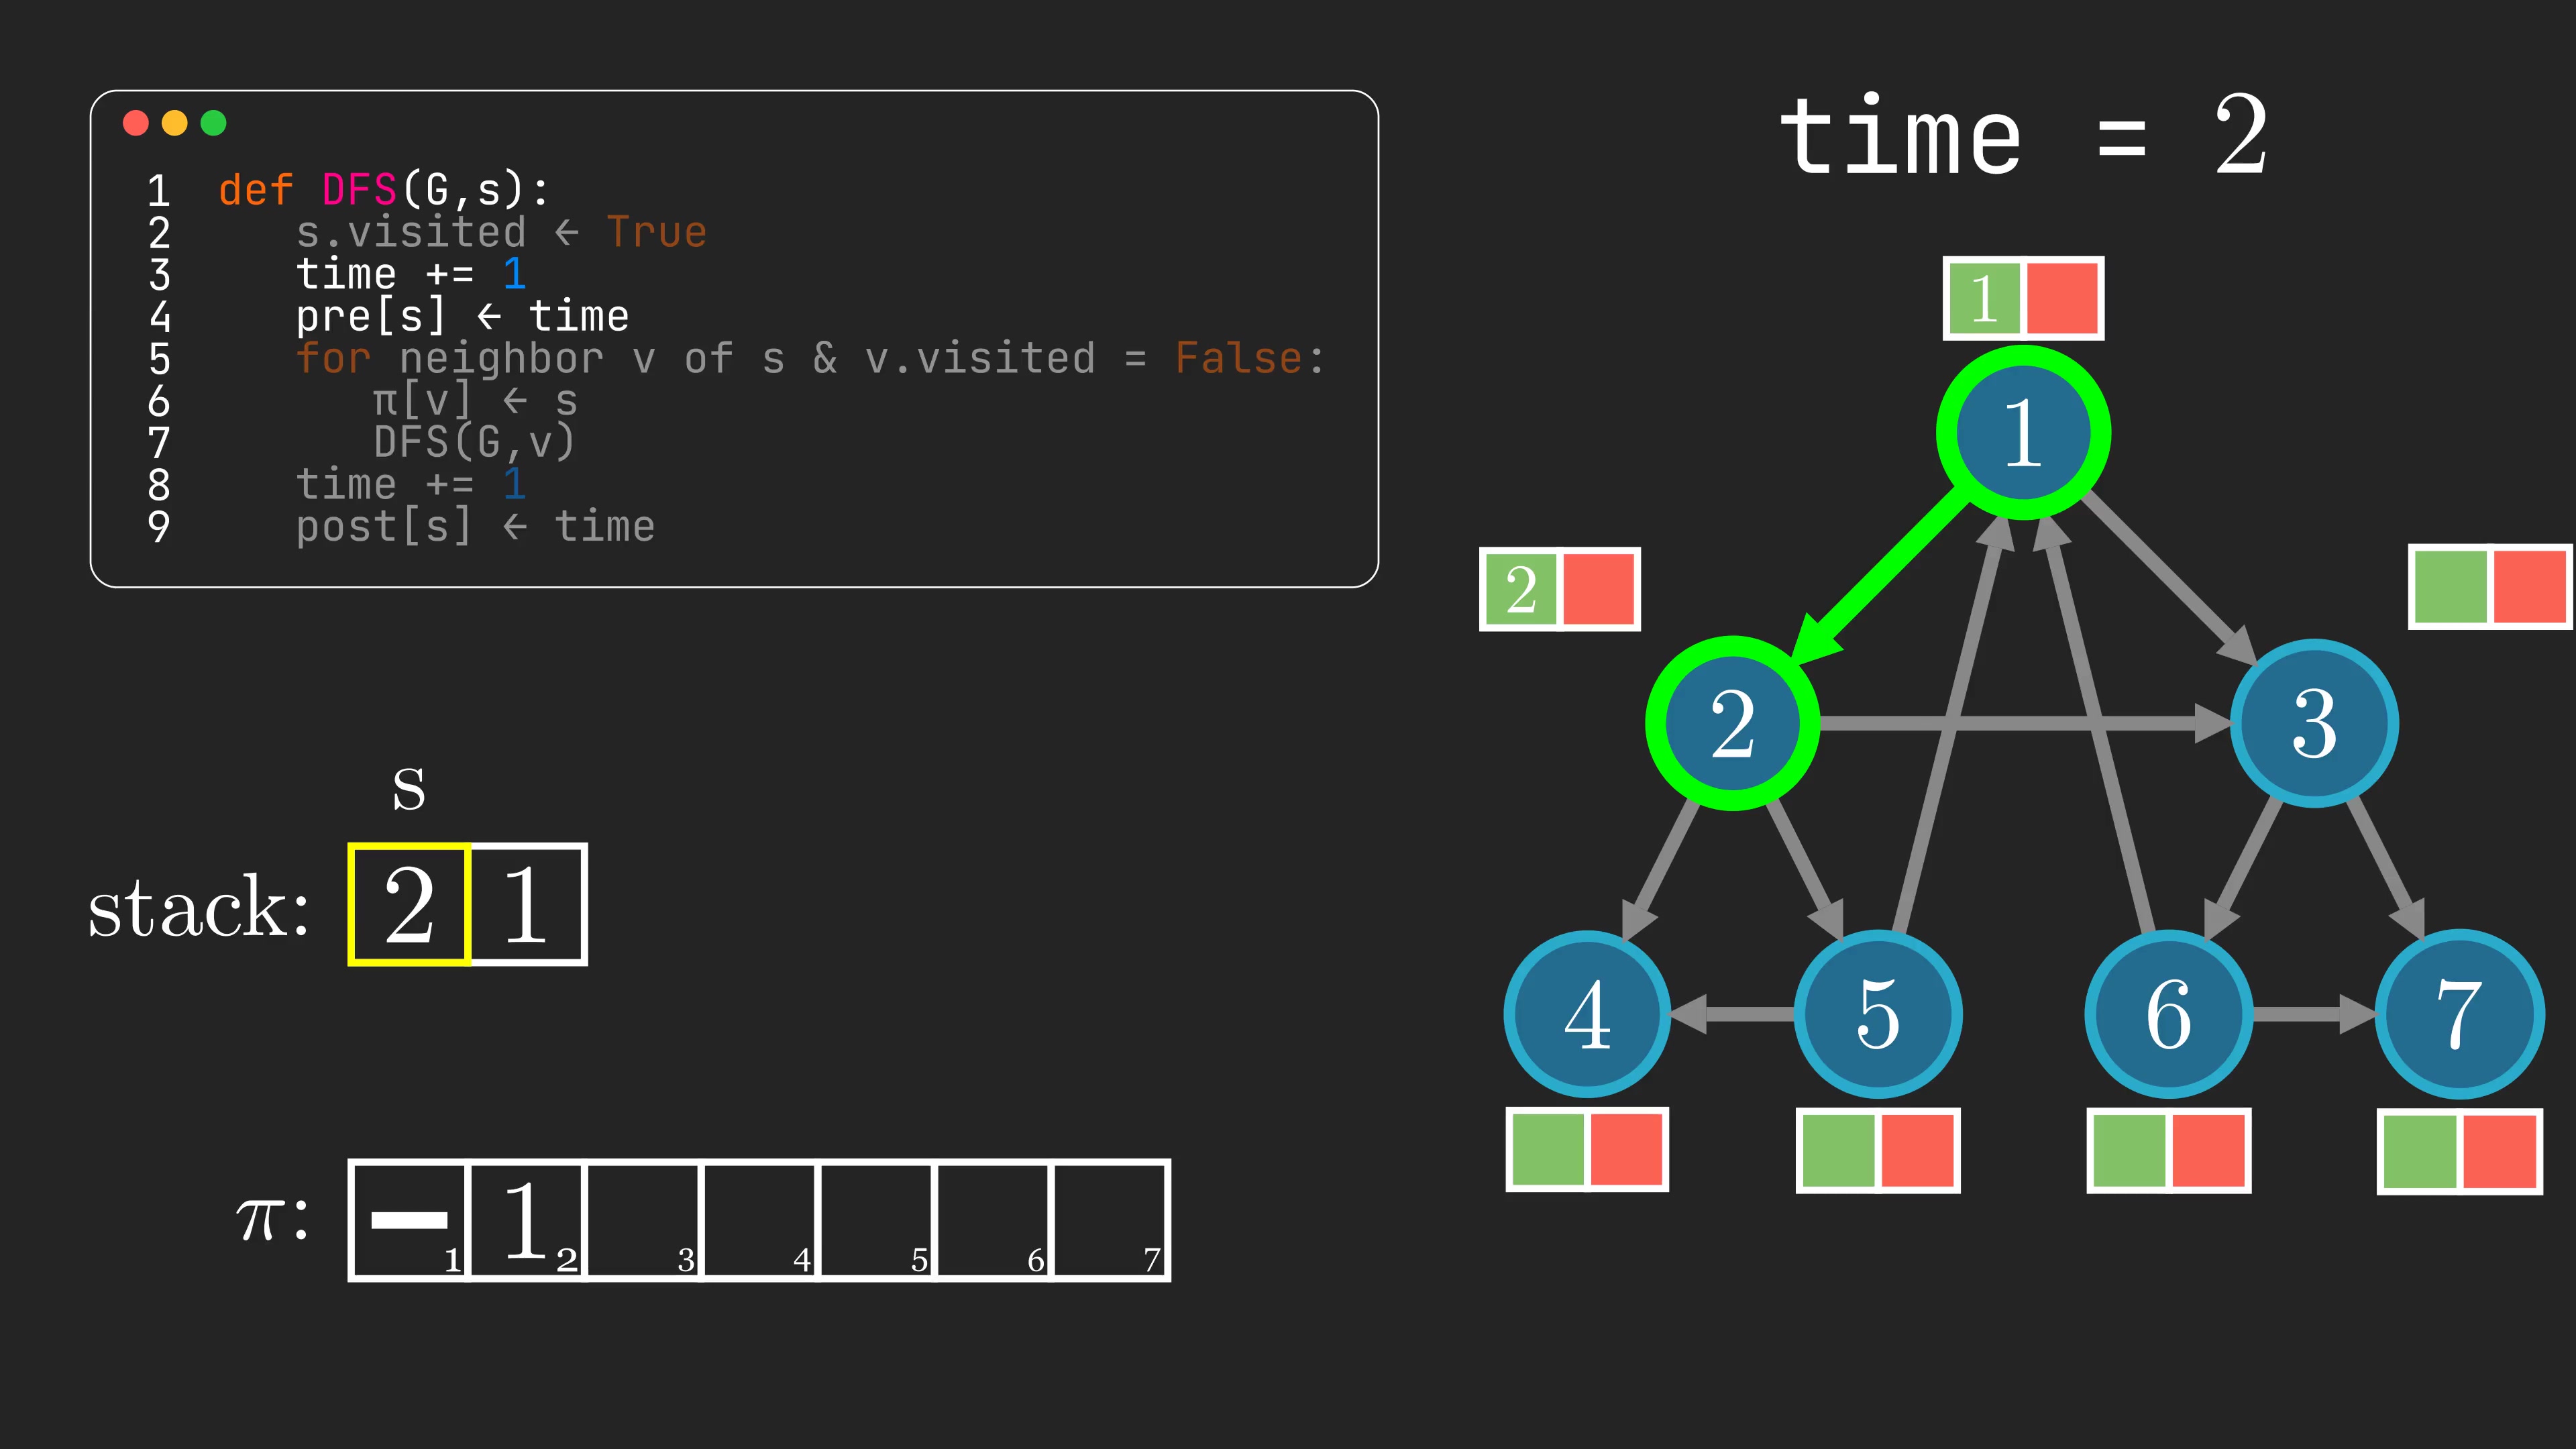 time = 2
1 def DFS(G,s):
2 s.visited ← True
3 time += 1
4 pre[s] ← time
5 for neighbor v of s & v.visited = False:
6 π[v] ← s
7 DFS(G,v)
8 time += 1
9 post[s] ← time
1
1
2
2
3
4
5
6
7
s
stack: 2 1
π: – 1
1 2 3 4 5 6 7